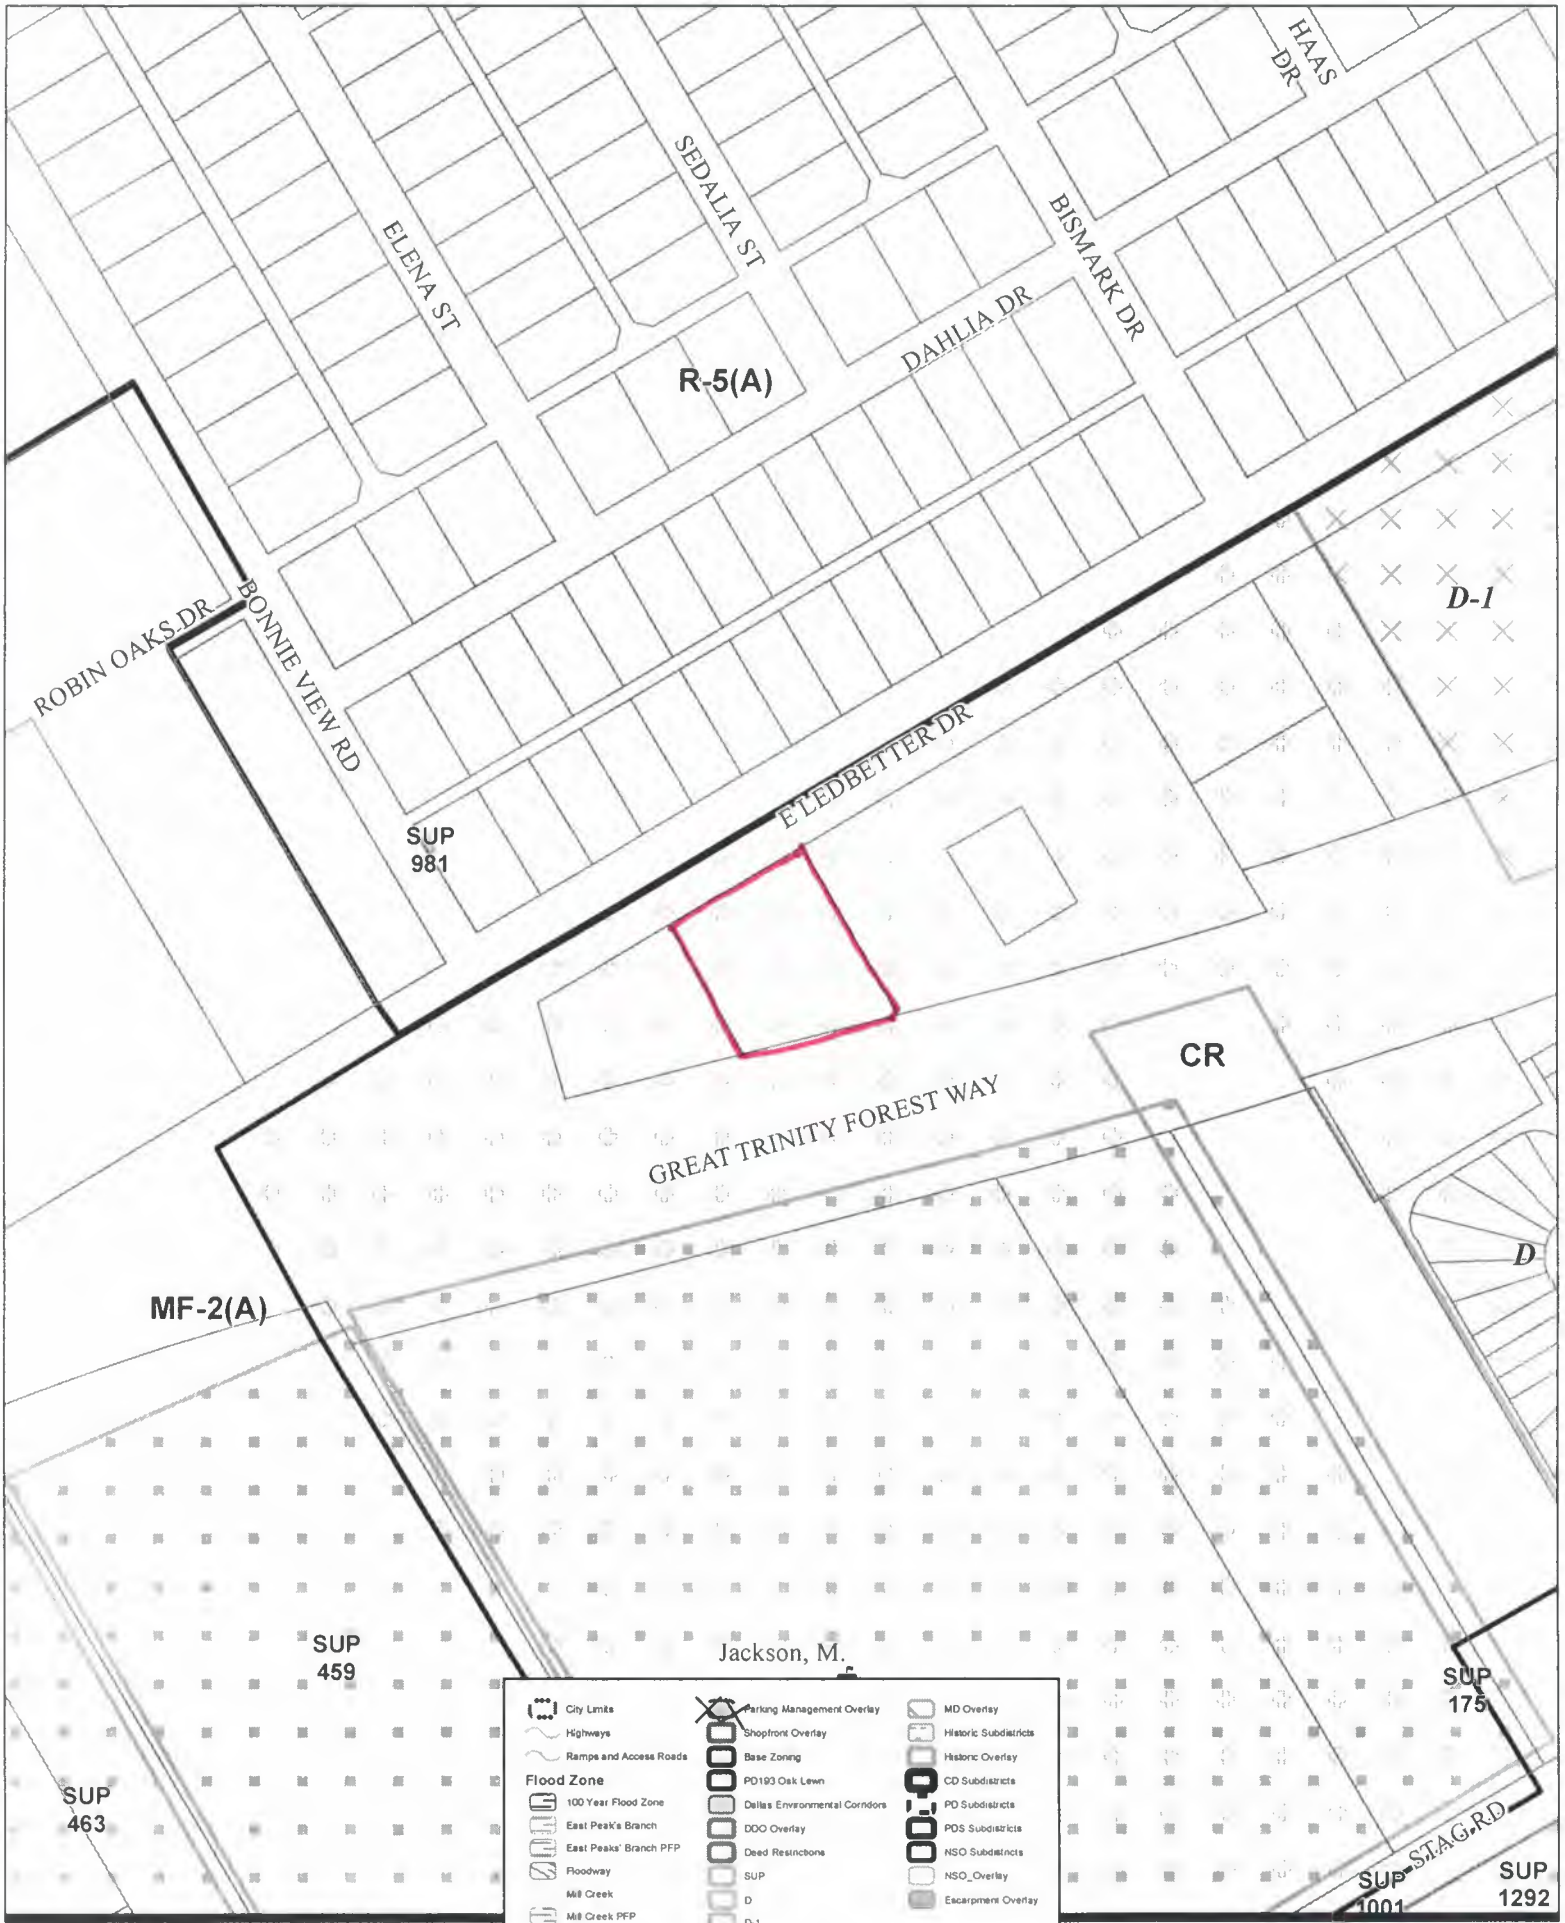 HAAS
DR
SEDALIA ST
ELENA ST
BISMARK DR
DAHLIA DR
R-5(A)
D-1
ROBIN OAKS DR
BONNIE VIEW RD
E LEDBETTER DR
SUP
981
CR
GREAT TRINITY FOREST WAY
D
MF-2(A)
SUP
459
Jackson, M.
SUP
175
SUP
463
STAG RD
SUP
1001
SUP
1292
City Limits
Highways
Ramps and Access Roads
Flood Zone
100 Year Flood Zone
East Peak's Branch
East Peaks' Branch PFP
Floodway
Mill Creek
Mill Creek PFP
Parking Management Overlay
Shopfront Overlay
Base Zoning
PD193 Oak Lawn
Dallas Environmental Corridors
DDO Overlay
Deed Restrictions
SUP
D
D-1
MD Overlay
Historic Subdistricts
Historic Overlay
CD Subdistricts
PD Subdistricts
PDS Subdistricts
NSO Subdistricts
NSO_Overlay
Escarpment Overlay